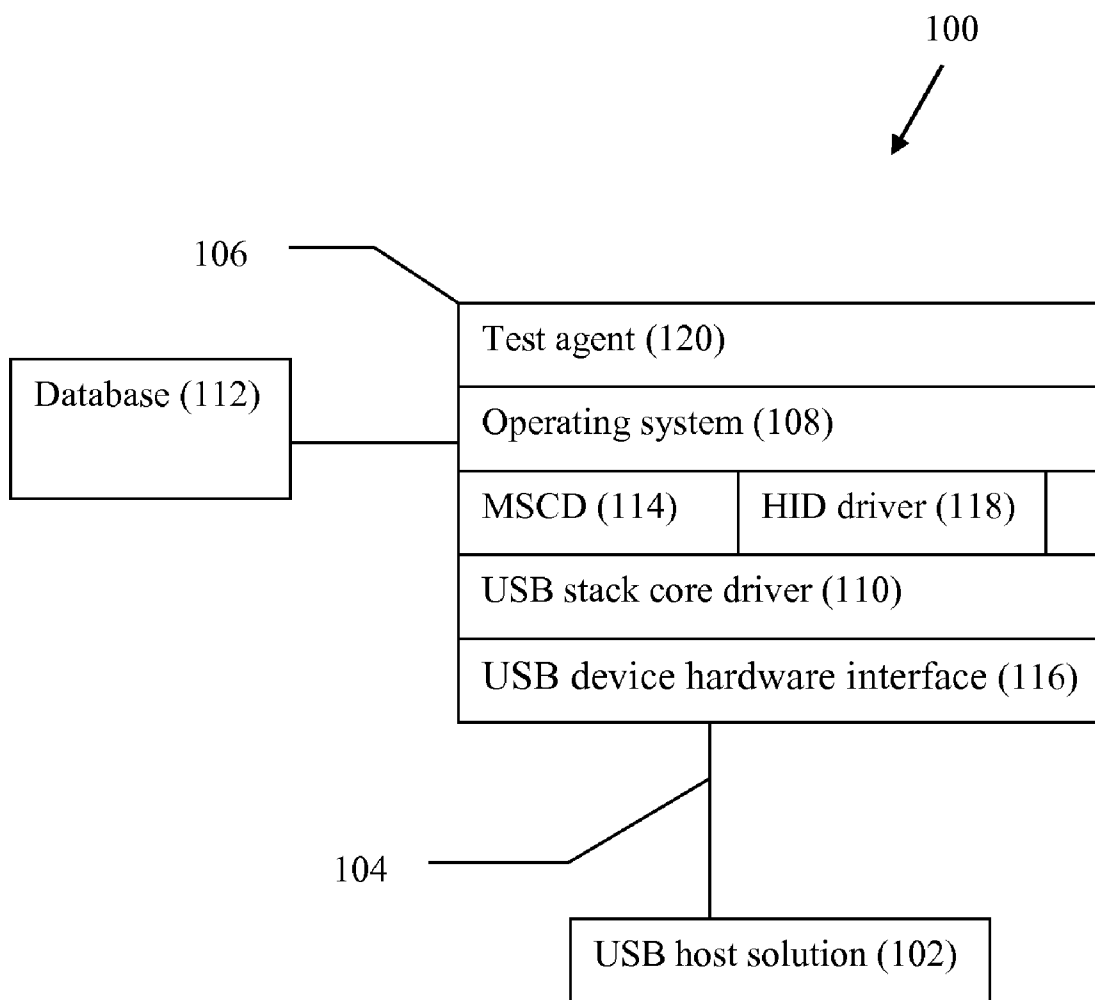 100
106
Test agent (120)
Database (112)
Operating system (108)
MSCD (114)
HID driver (118)
USB stack core driver (110)
USB device hardware interface (116)
104
USB host solution (102)